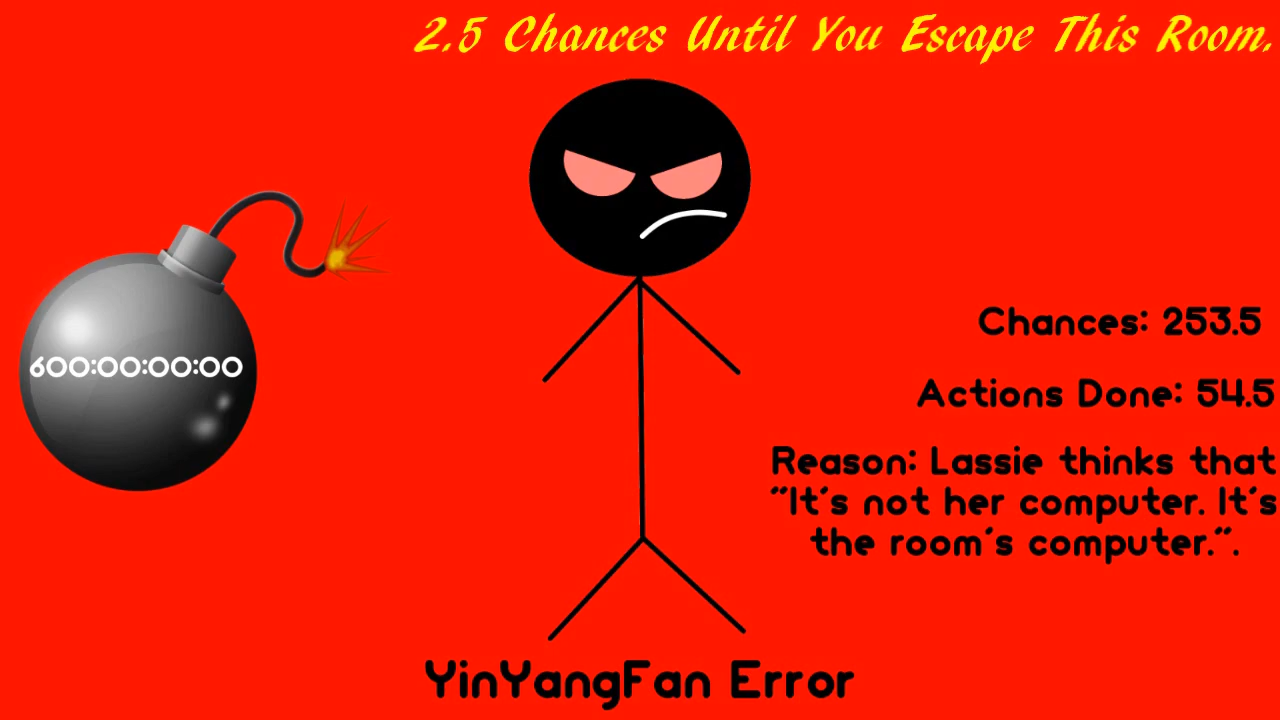 2.5 Chances Until You Escape This Room.
600:00:00:00
Chances: 253.5
Actions Done: 54.5
Reason: Lassie thinks that
"It's not her computer. It's
the room's computer.".
YinYangFan Error